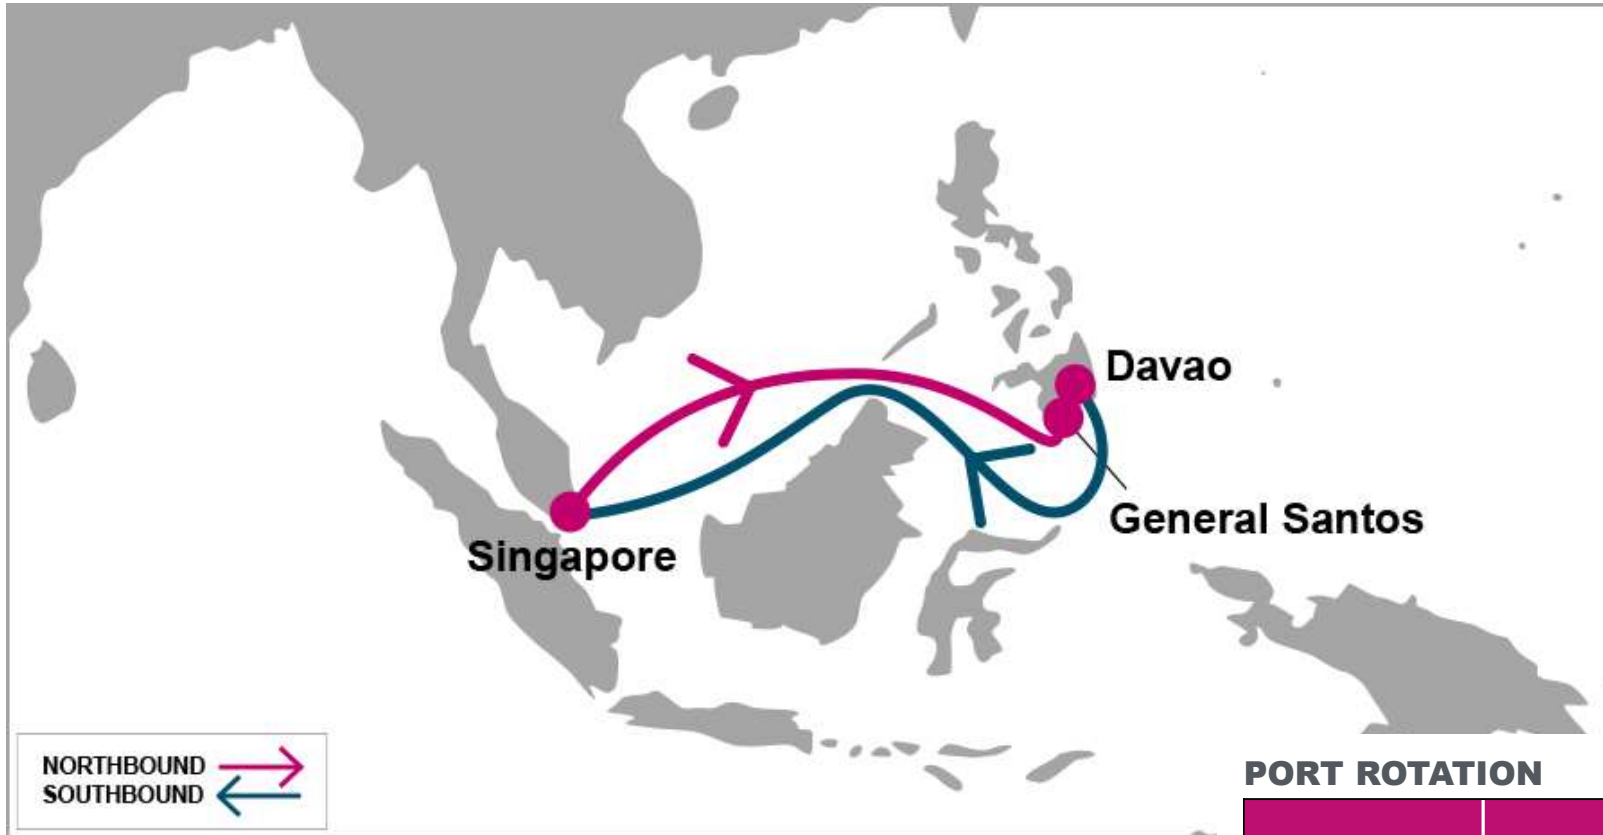 Davao
General Santos
Singapore
NORTHBOUND
SOUTHBOUND
PORT ROTATION